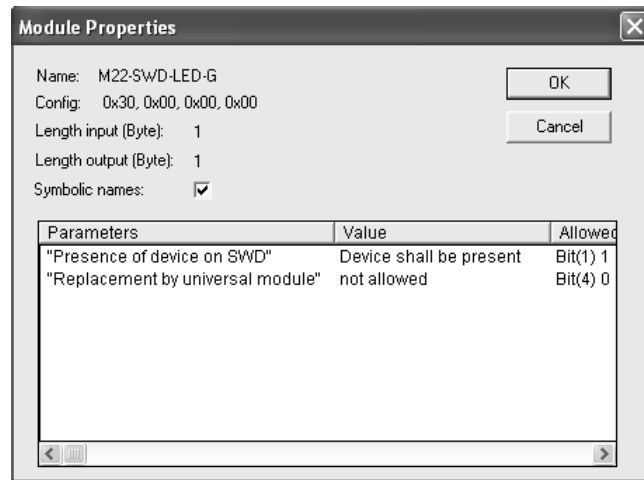 Module Properties
Name: M22-SWD-LED-G
OK
Config: 0x30, 0x00, 0x00, 0x00
Length input (Byte): 1
Cancel
Length output (Byte): 1
Symbolic names:
Parameters Value Allowed
"Presence of device on SWD" Device shall be present Bit(1) 1
"Replacement by universal module" not allowed Bit(4) 0